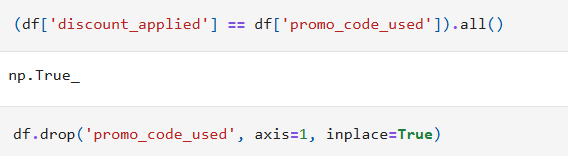 (df['discount_applied'] == df['promo_code_used']).all()
np.True_
df.drop('promo_code_used', axis=1, inplace=True)